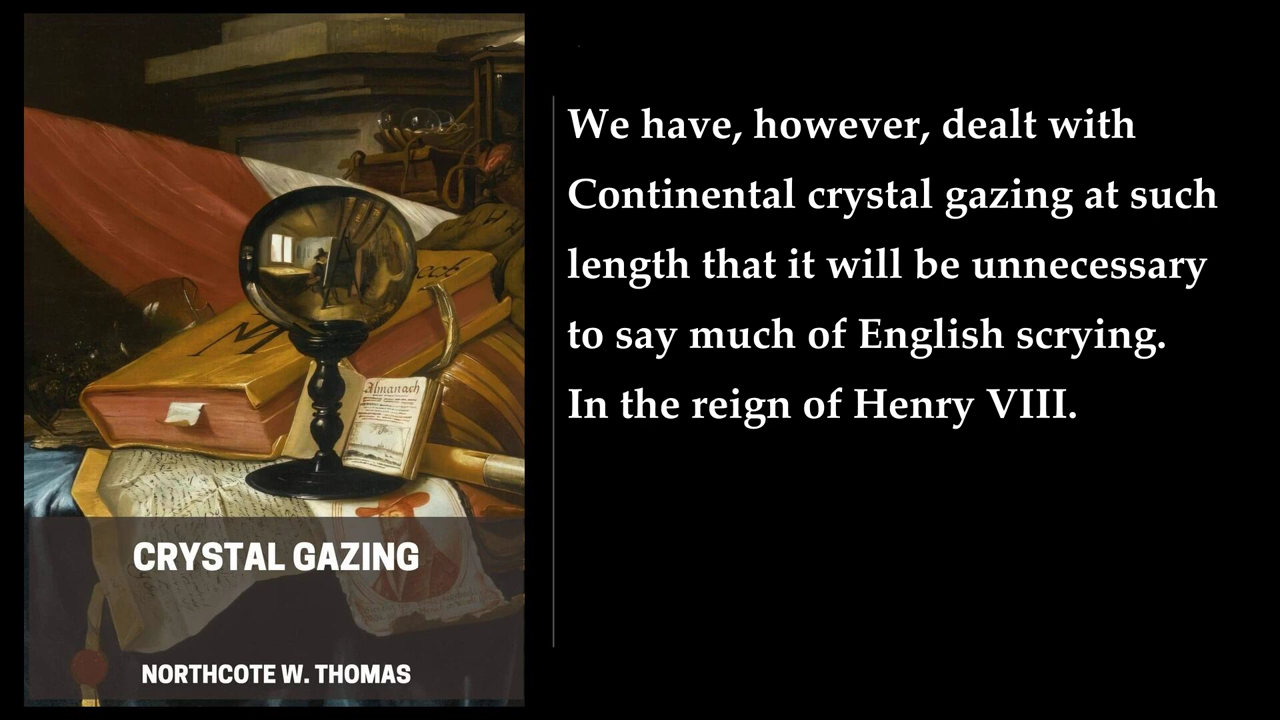 We have, however, dealt with
Continental crystal gazing at such
length that it will be unnecessary
to say much of English scrying.
In the reign of Henry VIII.
M
Almanach
CRYSTAL GAZING
NORTHCOTE W. THOMAS